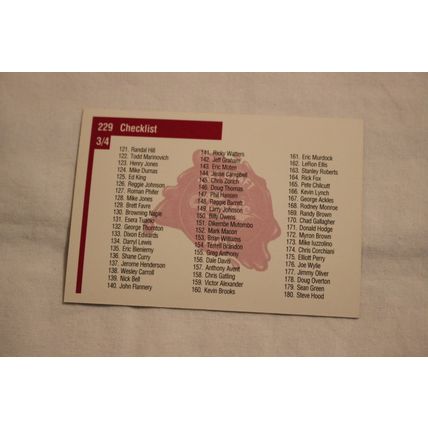 229 Checklist
3/4
121. Randal Hill
122. Todd Marinovich
123. Henry Jones
124. Mike Dumas
125. Ed King
126. Reggie Johnson
127. Roman Phifer
128. Mike Jones
129. Brett Favre
130. Browning Nagle
131. Esera Tuaolo
132. George Thornton
133. Dixon Edwards
134. Darryl Lewis
135. Eric Bieniemy
136. Shane Curry
137. Jerome Henderson
138. Wesley Carroll
139. Nick Bell
140. John Flannery
141. Ricky Watters
142. Jeff Graham
143. Eric Moten
144. Jesse Campbell
145. Chris Zorich
146. Doug Thomas
147. Phil Hansen
148. Reggie Barrett
149. Larry Johnson
150. Billy Owens
151. Dikembe Mutombo
152. Mark Macon
153. Brian Williams
154. Terrell Brandon
155. Greg Anthony
156. Dale Davis
157. Anthony Avent
158. Chris Gatling
159. Victor Alexander
160. Kevin Brooks
161. Eric Murdock
162. LeRon Ellis
163. Stanley Roberts
164. Rick Fox
165. Pete Chilcutt
166. Kevin Lynch
167. George Ackles
168. Rodney Monroe
169. Randy Brown
170. Chad Gallagher
171. Donald Hodge
172. Myron Brown
173. Mike Iuzzolino
174. Chris Corchiani
175. Elliott Perry
176. Joe Wylie
177. Jimmy Oliver
178. Doug Overton
179. Sean Green
180. Steve Hood